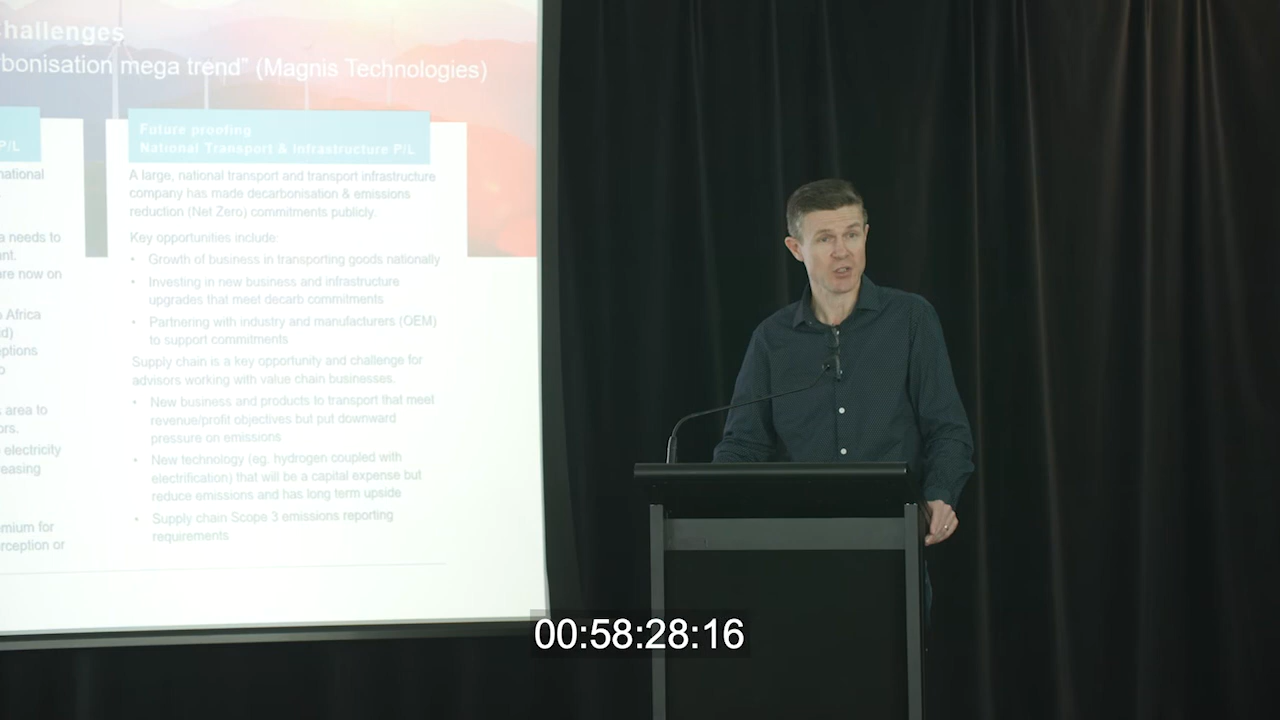 hallenges
bonisation mega trend" (Magnis Technologies)
P/L
national
a needs to
nt.
are now on
Africa
id)
eptions
o
s area to
ors.
electricity
reasing
mium for
rception or
Future proofing
National Transport & Infrastructure P/L
A large, national transport and transport infrastructure
company has made decarbonisation & emissions
reduction (Net Zero) commitments publicly.
Key opportunities include:
• Growth of business in transporting goods nationally
• Investing in new business and infrastructure
upgrades that meet decarb commitments
• Partnering with industry and manufacturers (OEM)
to support commitments
Supply chain is a key opportunity and challenge for
advisors working with value chain businesses.
• New business and products to transport that meet
revenue/profit objectives but put downward
pressure on emissions
• New technology (eg. hydrogen coupled with
electrification) that will be a capital expense but
reduce emissions and has long term upside
• Supply chain Scope 3 emissions reporting
requirements
00:58:28:16